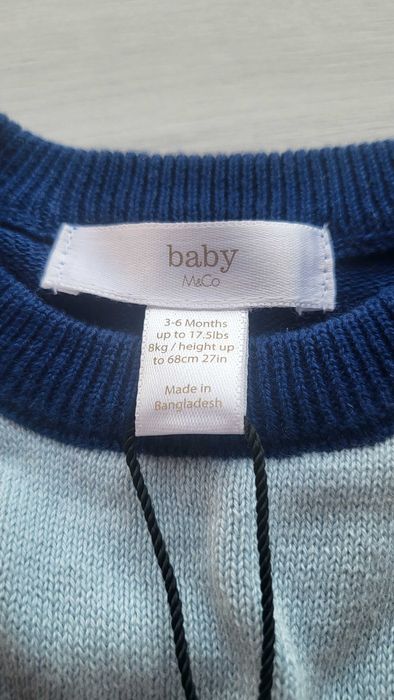 baby
M&Co
3-6 Months
up to 17.5lbs
8kg / height up
to 68cm 27in
Made in
Bangladesh